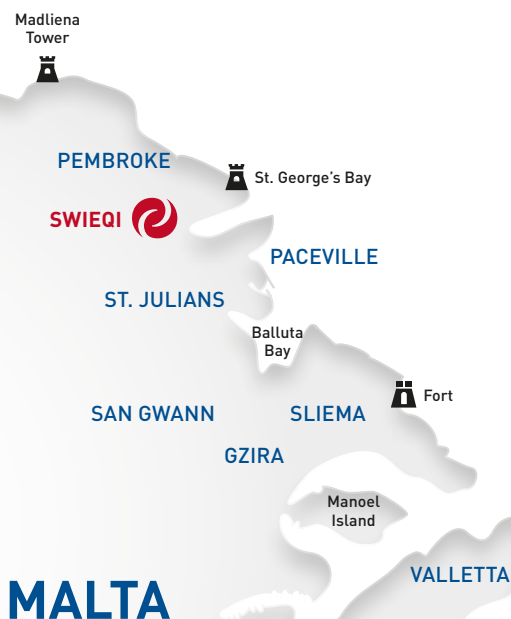 Madliena
Tower
PEMBROKE
St. George's Bay
SWIEQI
PACEVILLE
ST. JULIANS
Balluta
Bay
Fort
SAN GWANN
SLIEMA
GZIRA
Manoel
Island
VALLETTA
MALTA